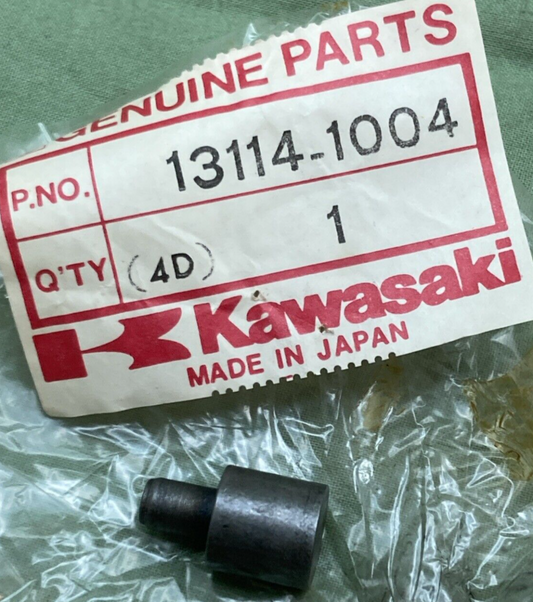 GENUINE PARTS
P.NO. 13114-1004
Q'TY (4D) 1
Kawasaki
MADE IN JAPAN